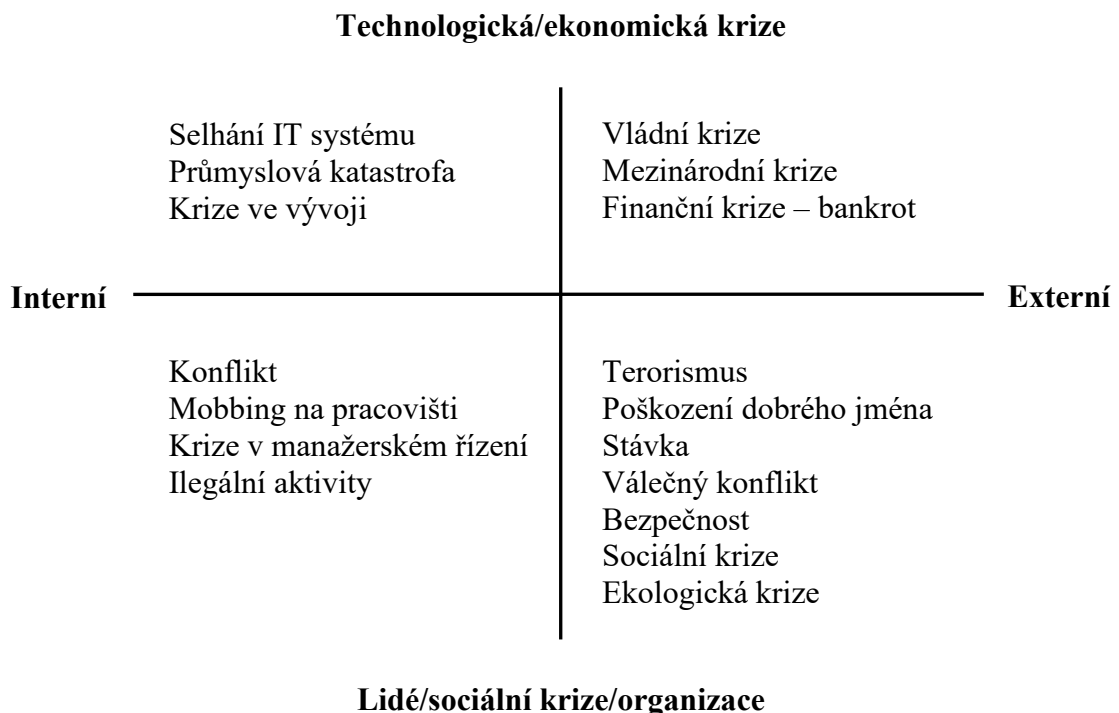 Technologická/ekonomická krize
Selhání IT systému
Průmyslová katastrofa
Krize ve vývoji
Vládní krize
Mezinárodní krize
Finanční krize – bankrot
Interní
Externí
Konflikt
Mobbing na pracovišti
Krize v manažerském řízení
Ilegální aktivity
Terorismus
Poškození dobrého jména
Stávka
Válečný konflikt
Bezpečnost
Sociální krize
Ekologická krize
Lidé/sociální krize/organizace